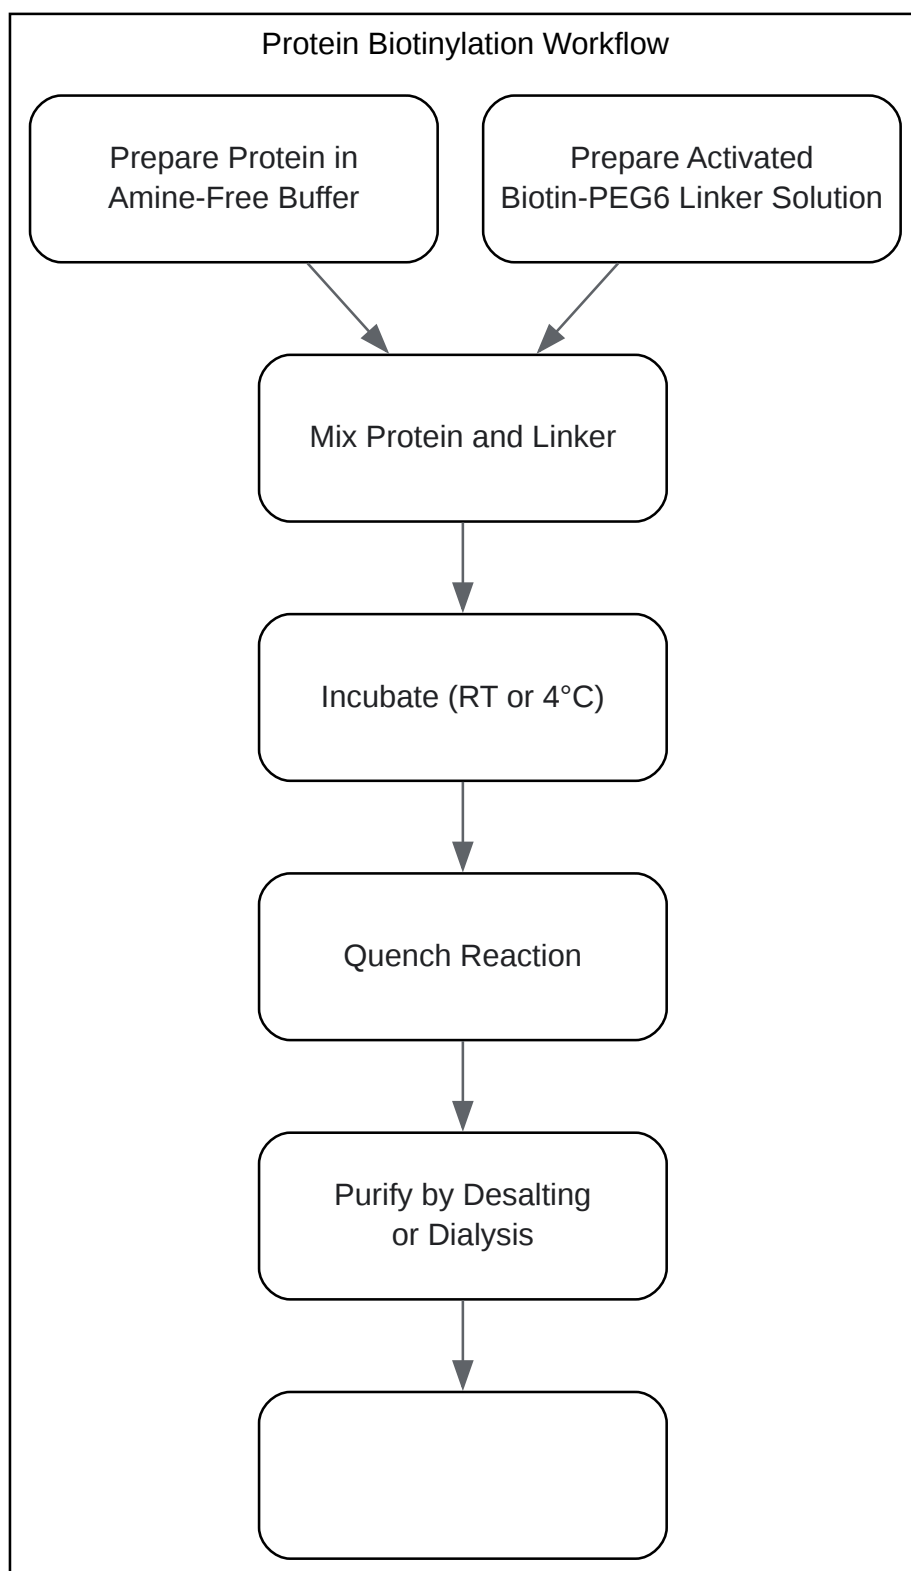 Protein Biotinylation Workflow
Prepare Protein in
Amine-Free Buffer
Prepare Activated
Biotin-PEG6 Linker Solution
Mix Protein and Linker
Incubate (RT or 4°C)
Quench Reaction
Purify by Desalting
or Dialysis